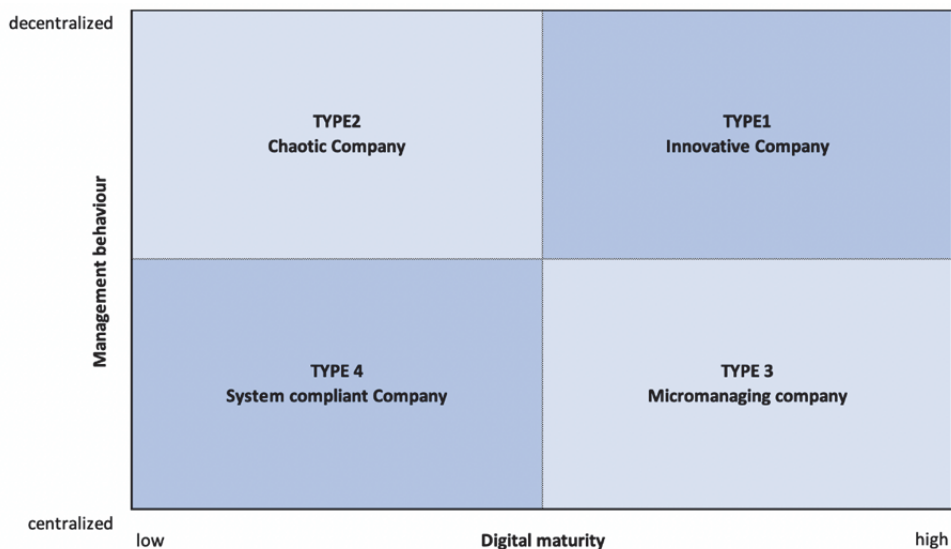 decentralized
TYPE2
Chaotic Company
TYPE1
Innovative Company
Management behaviour
TYPE 4
System compliant Company
TYPE 3
Micromanaging company
centralized
low
Digital maturity
high